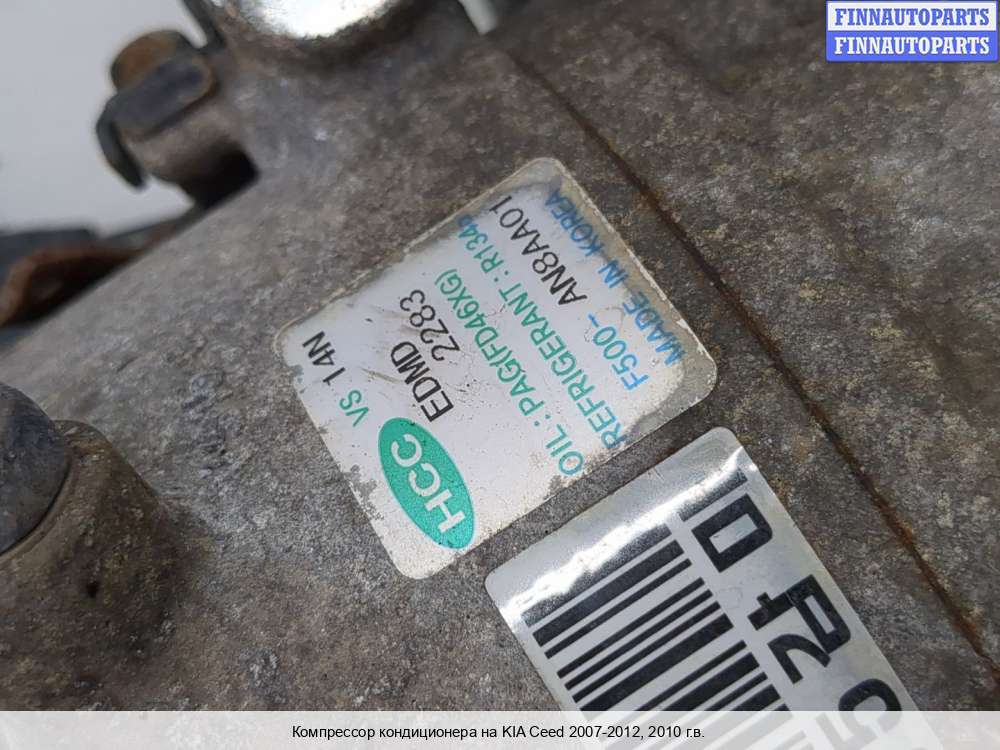 FINNAUTOPARTS
FINNAUTOPARTS
VS 14N
HCC
EDMD
2283
OIL : PAG(FD46XG)
REFRIGERANT : R134a
F500-AN8AA01
MADE IN KOREA
Компрессор кондиционера на KIA Ceed 2007-2012, 2010 г.в.